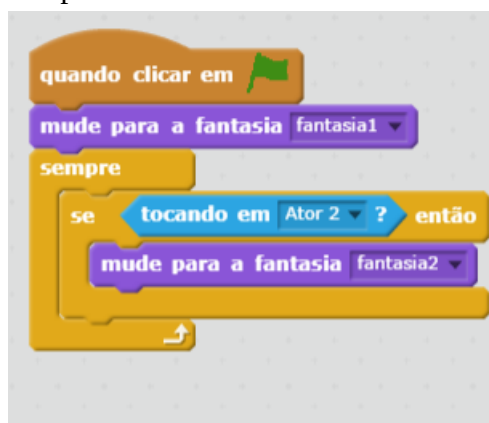 quando clicar em
mude para a fantasia fantasia1
sempre
se tocando em Ator 2 ? então
mude para a fantasia fantasia2